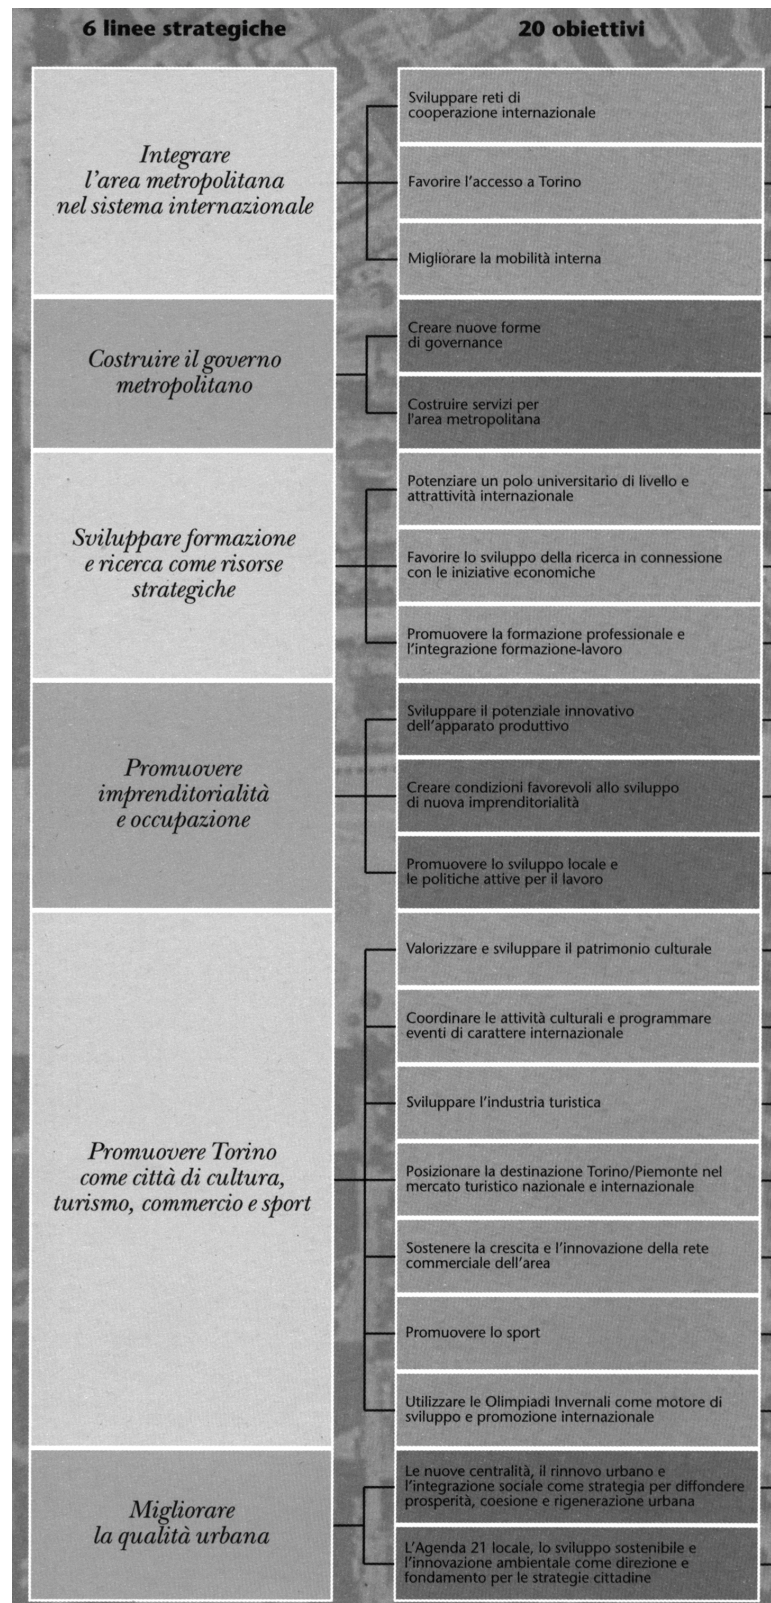 6 linee strategiche
20 obiettivi
Integrare
l'area metropolitana
nel sistema internazionale
Sviluppare reti di
cooperazione internazionale
Favorire l'accesso a Torino
Migliorare la mobilità interna
Costruire il governo
metropolitano
Creare nuove forme
di governance
Costruire servizi per
l'area metropolitana
Sviluppare formazione
e ricerca come risorse
strategiche
Potenziare un polo universitario di livello e
attrattività internazionale
Favorire lo sviluppo della ricerca in connessione
con le iniziative economiche
Promuovere la formazione professionale e
l'integrazione formazione-lavoro
Promuovere
imprenditorialità
e occupazione
Sviluppare il potenziale innovativo
dell'apparato produttivo
Creare condizioni favorevoli allo sviluppo
di nuova imprenditorialità
Promuovere lo sviluppo locale e
le politiche attive per il lavoro
Promuovere Torino
come città di cultura,
turismo, commercio e sport
Valorizzare e sviluppare il patrimonio culturale
Coordinare le attività culturali e programmare
eventi di carattere internazionale
Sviluppare l'industria turistica
Posizionare la destinazione Torino/Piemonte nel
mercato turistico nazionale e internazionale
Sostenere la crescita e l'innovazione della rete
commerciale dell'area
Promuovere lo sport
Utilizzare le Olimpiadi Invernali come motore di
sviluppo e promozione internazionale
Migliorare
la qualità urbana
Le nuove centralità, il rinnovo urbano e
l'integrazione sociale come strategia per diffondere
prosperità, coesione e rigenerazione urbana
L'Agenda 21 locale, lo sviluppo sostenibile e
l'innovazione ambientale come direzione e
fondamento per le strategie cittadine